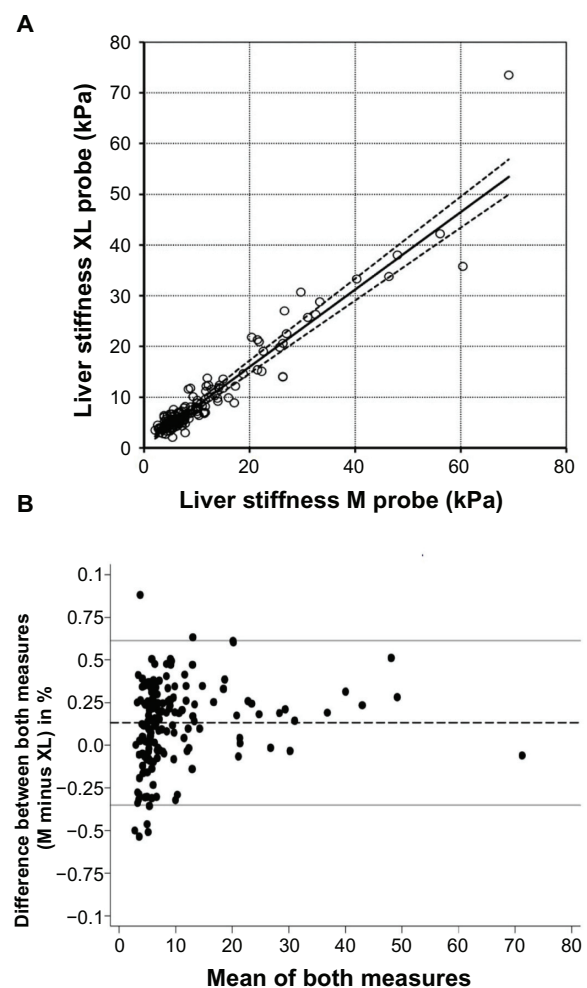 A
80
70
60
50
40
30
20
10
0
Liver stiffness XL probe (kPa)
0 20 40 60 80
Liver stiffness M probe (kPa)
B
0.1
0.75
0.5
0.25
0.0
−0.25
−0.5
−0.75
−0.1
Difference between both measures
(M minus XL) in %
0 10 20 30 40 50 60 70 80
Mean of both measures